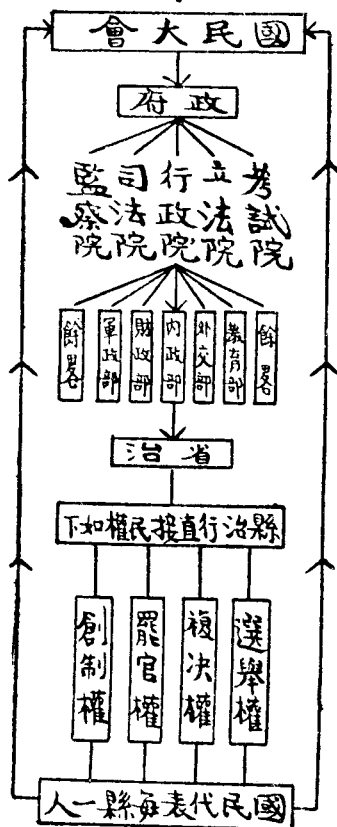 國民大會
政府
考試院
立法院
行政院
司法院
監察院
餘畧
教育部
外交部
內政部
財政部
軍政部
餘畧
省治
縣治行直接民權如下
選舉權
複決權
罷官權
創制權
國民代表每縣一人